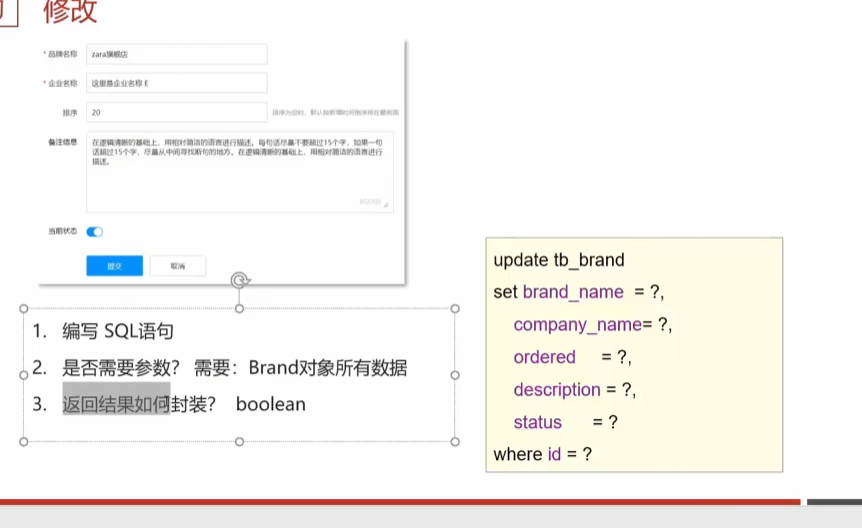 修改
* 品牌名称 zara旗舰店
* 企业名称 这里是企业名称 E
排序 20 排序为空时，默认按新增时间倒序排在最前面
备注信息 在逻辑清晰的基础上，用相对简洁的语言进行描述。每句话尽量不要超过15个字，如果一句
话超过15个字，尽量从中间寻找断句的地方。在逻辑清晰的基础上，用相对简洁的语言进行
描述。
当前状态
提交 取消
1. 编写 SQL语句
2. 是否需要参数？ 需要：Brand对象所有数据
3. 返回结果如何封装？ boolean
update tb_brand
set brand_name = ?,
company_name= ?,
ordered = ?,
description = ?,
status = ?
where id = ?